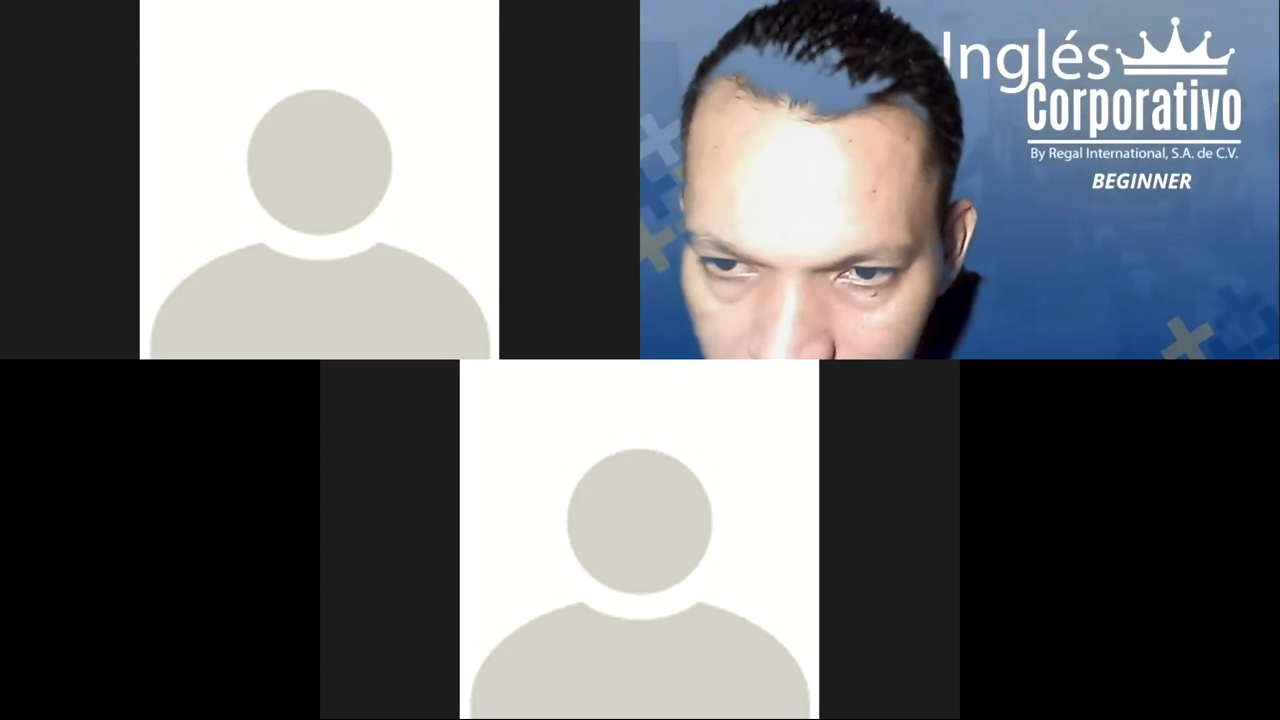 Inglés
Corporativo
By Regal International, S.A. de C.V.
BEGINNER